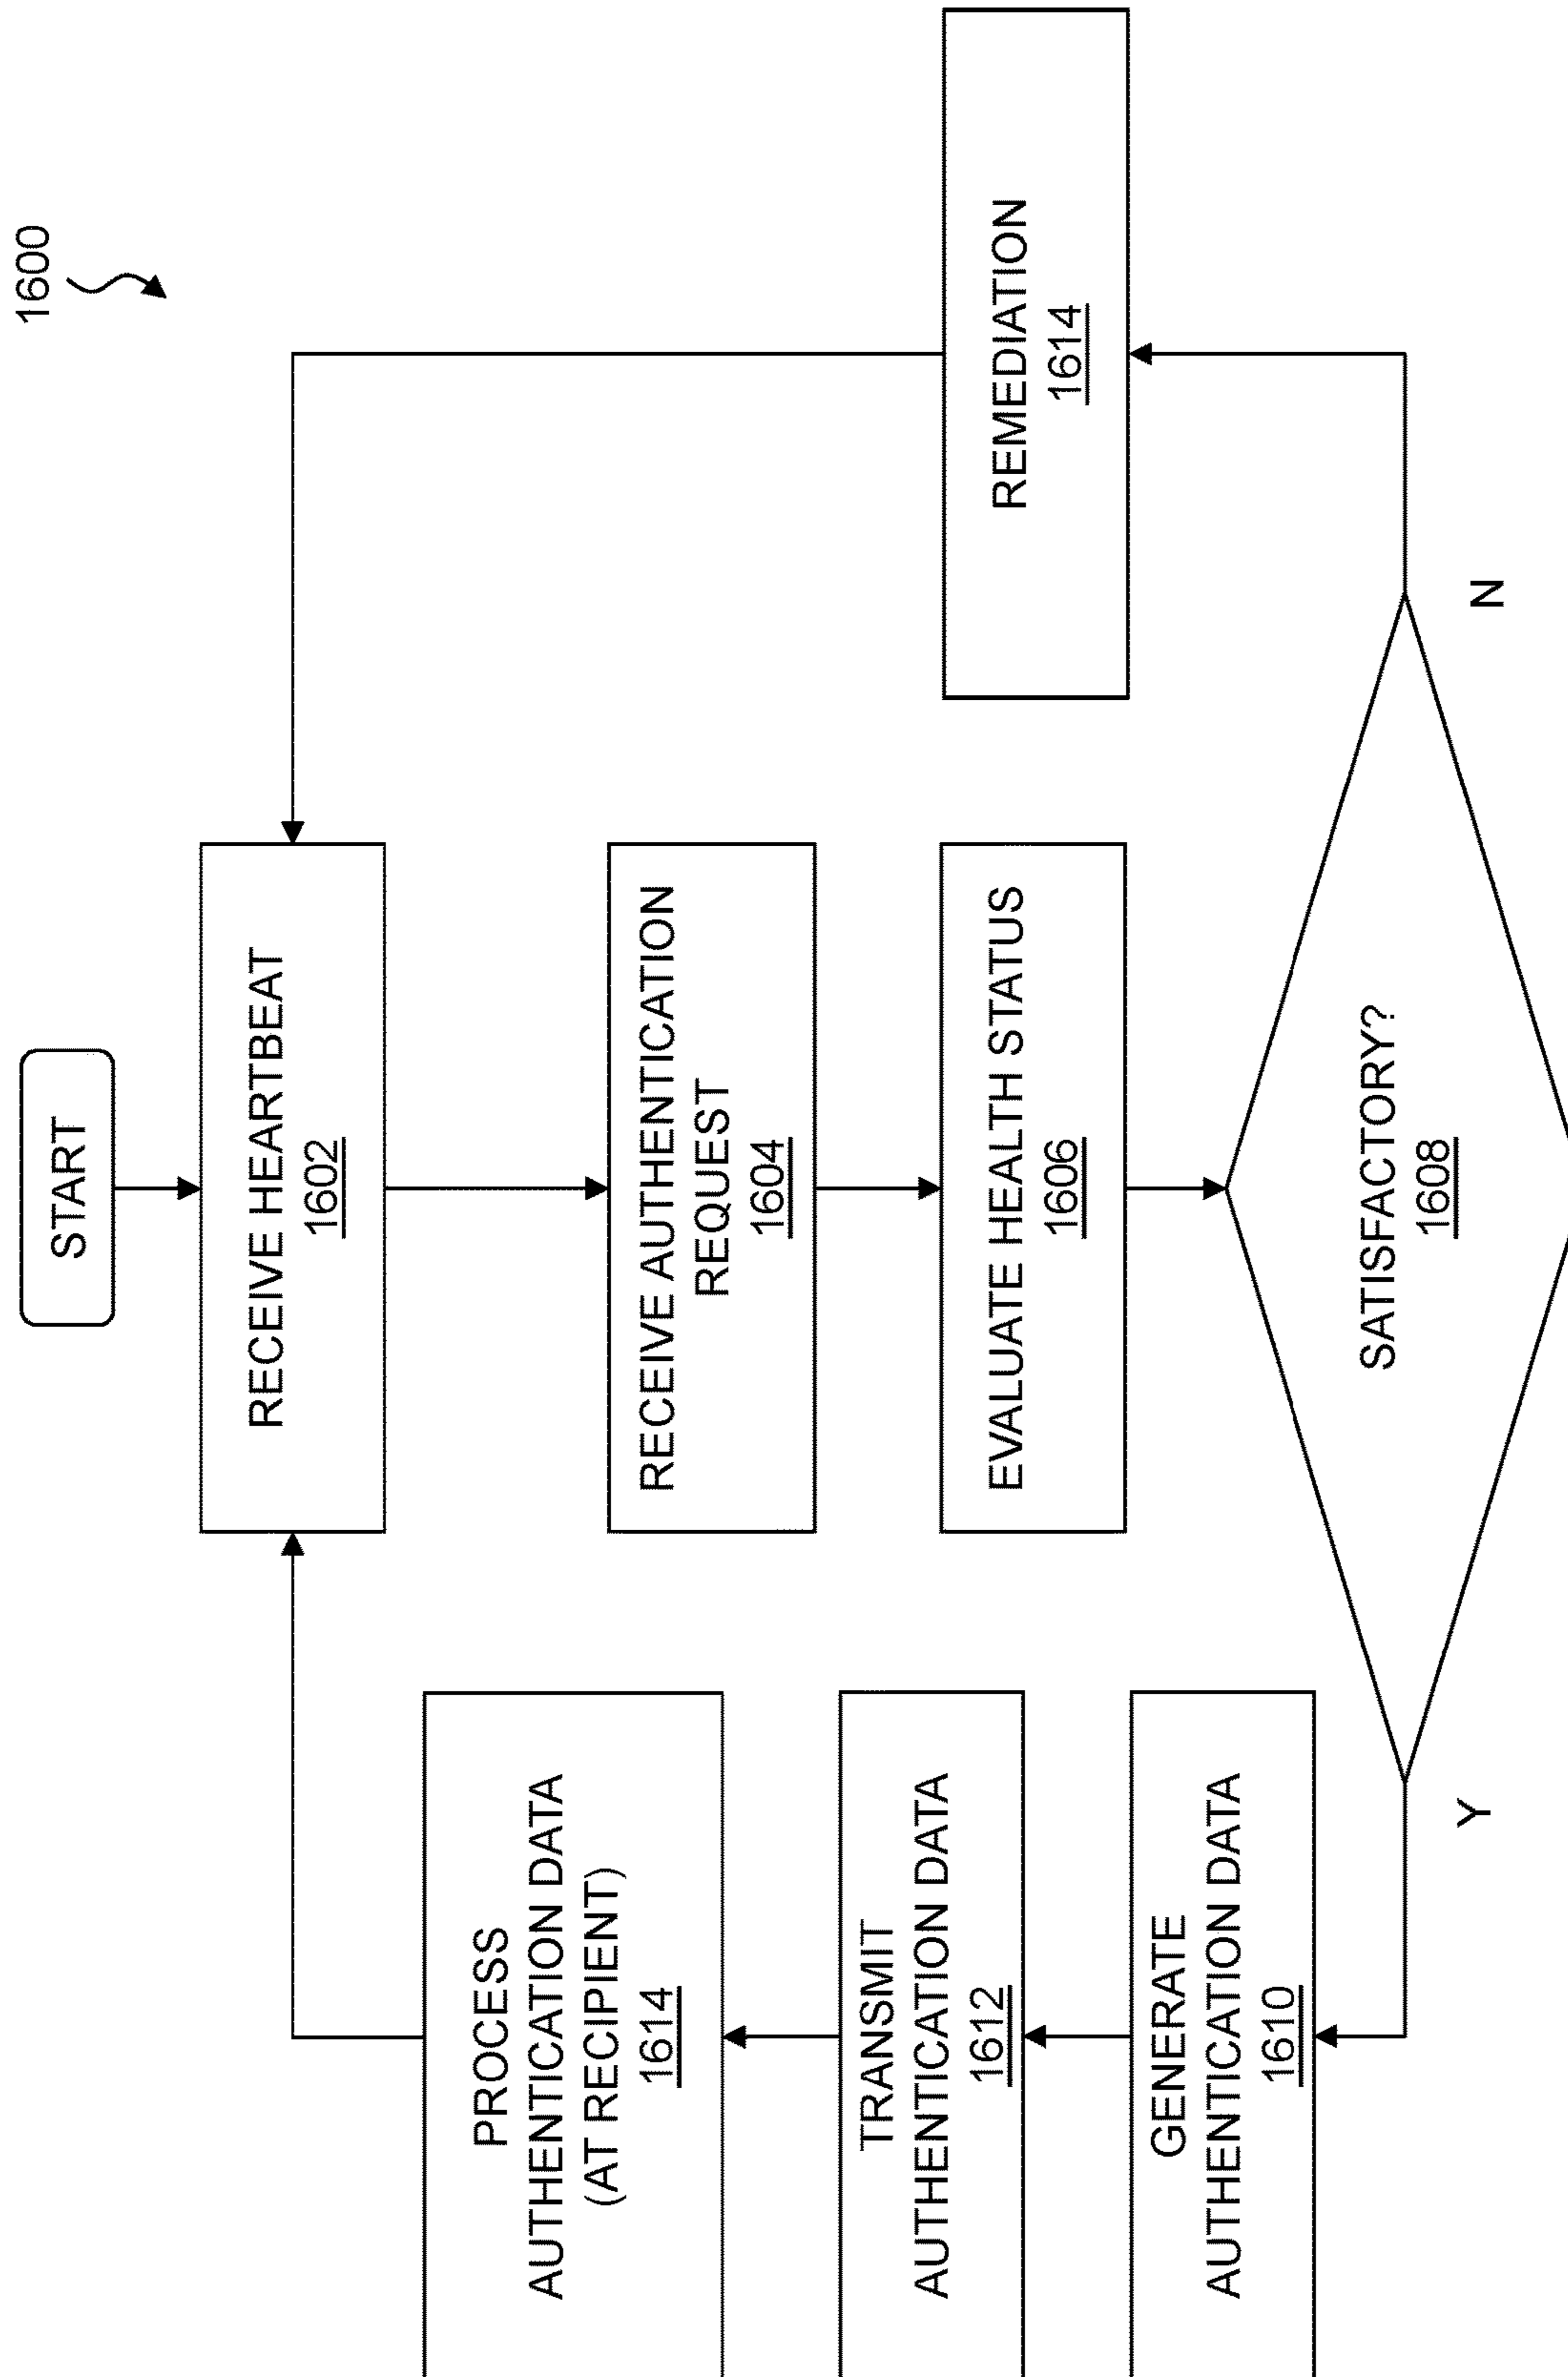 1600
START
RECEIVE HEARTBEAT
1602
RECEIVE AUTHENTICATION
REQUEST
1604
EVALUATE HEALTH STATUS
1606
SATISFACTORY?
1608
Y
N
GENERATE
AUTHENTICATION DATA
1610
TRANSMIT
AUTHENTICATION DATA
1612
PROCESS
AUTHENTICATION DATA
(AT RECIPIENT)
1614
REMEDIATION
1614